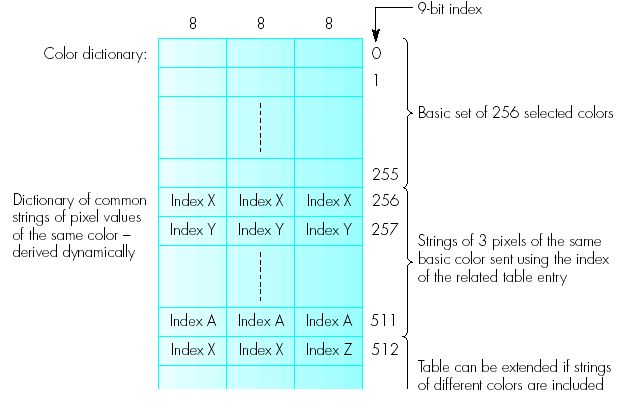 9-bit index
8 8 8
Color dictionary:
0
1
Basic set of 256 selected colors
255
Dictionary of common
strings of pixel values
of the same color –
derived dynamically
Index X Index X Index X 256
Index Y Index Y Index Y 257
Strings of 3 pixels of the same
basic color sent using the index
of the related table entry
Index A Index A Index A 511
Index X Index X Index Z 512
Table can be extended if strings
of different colors are included